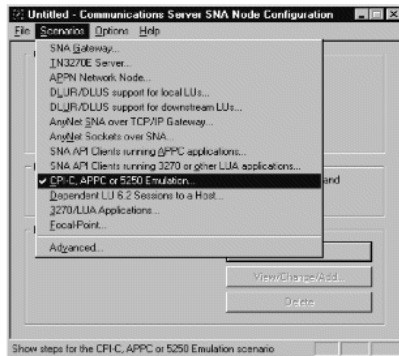 Untitled - Communications Server SNA Node Configuration
File Scenarios Options Help
SNA Gateway...
TN3270E Server...
APPN Network Node...
DLUR/DLUS support for local LUs...
DLUR/DLUS support for downstream LUs...
AnyNet SNA over TCP/IP Gateway...
AnyNet Sockets over SNA...
SNA API Clients running APPC applications...
SNA API Clients running 3270 or other LUA applications...
✓ CPI-C, APPC or 5250 Emulation...
and
Dependent LU 6.2 Sessions to a Host...
3270/LUA Applications...
Focal-Point...
Advanced...
View/Change/Add...
Delete
Show steps for the CPI-C, APPC or 5250 Emulation scenario